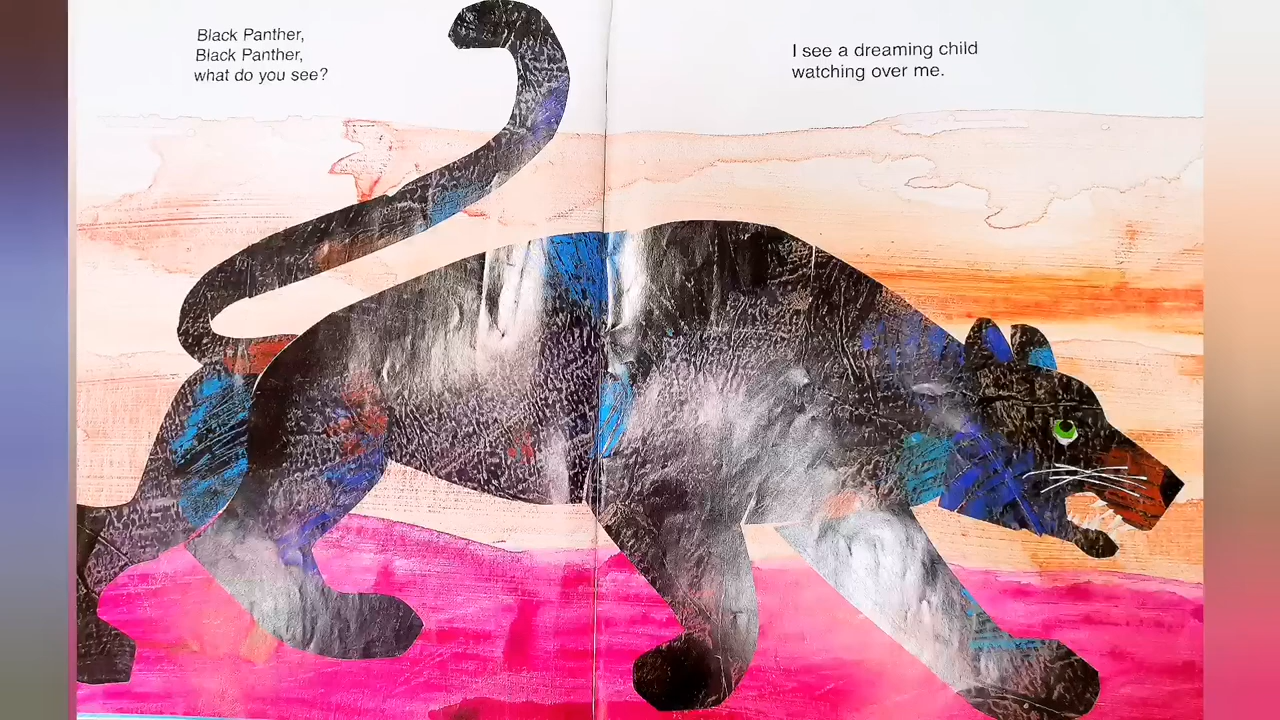 Black Panther,
Black Panther,
what do you see?
I see a dreaming child
watching over me.